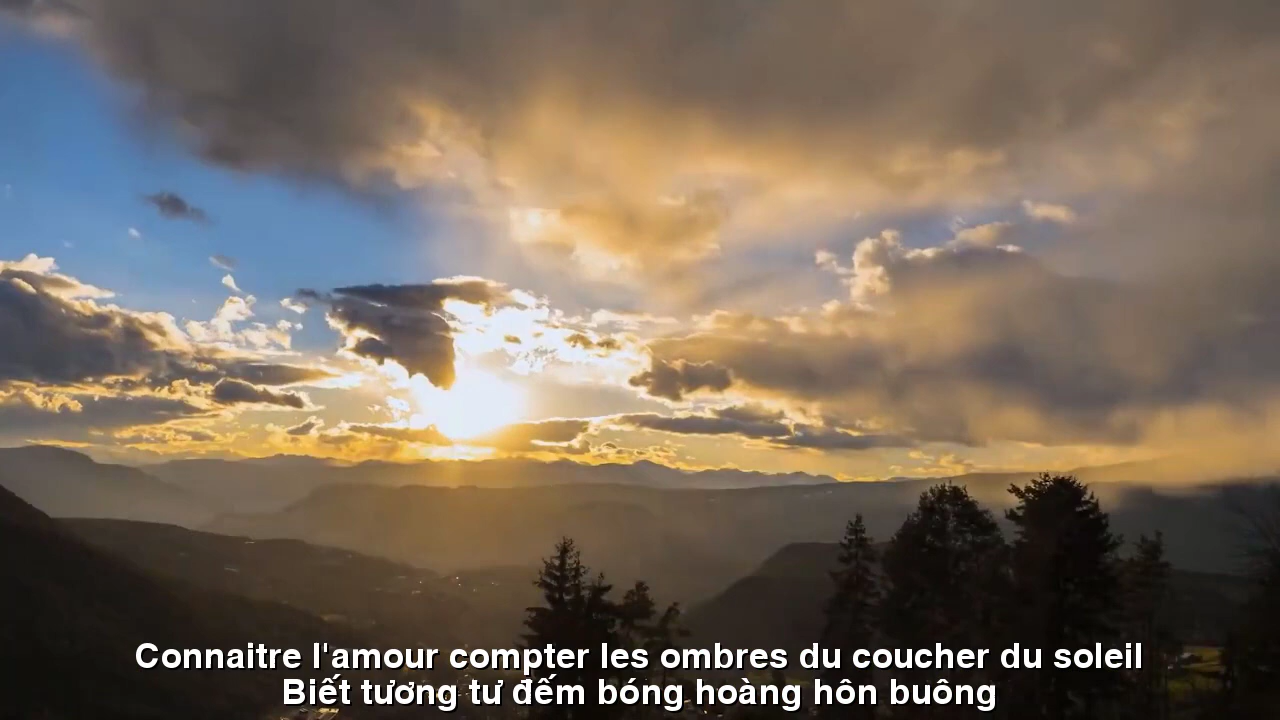 Connaitre l'amour compter les ombres du coucher du soleil
Biết tương tư đếm bóng hoàng hôn buông